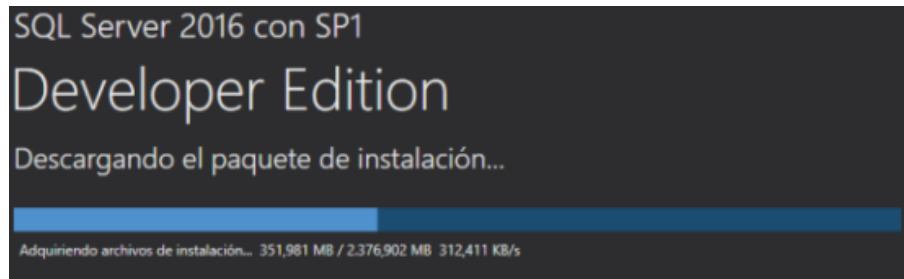 SQL Server 2016 con SP1
Developer Edition
Descargando el paquete de instalación...
Adquiriendo archivos de instalación... 351,981 MB / 2.376,902 MB 312,411 KB/s